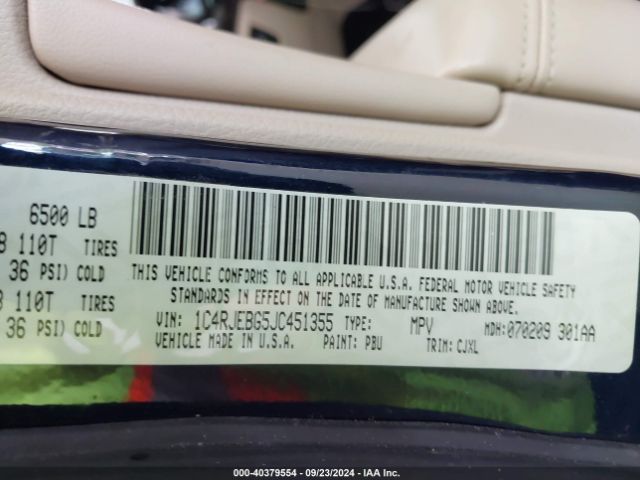 6500 LB
110T TIRES
36 PSI) COLD
110T TIRES
36 PSI) COLD
THIS VEHICLE CONFORMS TO ALL APPLICABLE U.S.A. FEDERAL MOTOR VEHICLE SAFETY
STANDARDS IN EFFECT ON THE DATE OF MANUFACTURE SHOWN ABOVE.
VIN: 1C4RJEBG5JC451355 TYPE: MPV MDH:070209 301AA
VEHICLE MADE IN U.S.A. PAINT: PBU TRIM: CJXL
000-40379554 - 09/23/2024 - IAA Inc.